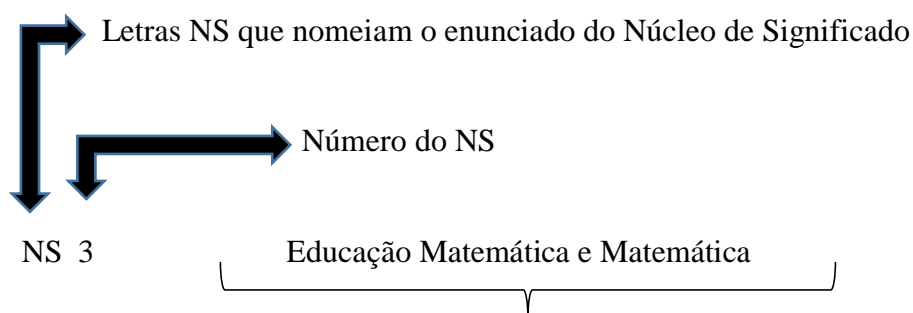 Letras NS que nomeiam o enunciado do Núcleo de Significado
Número do NS
NS 3 Educação Matemática e Matemática